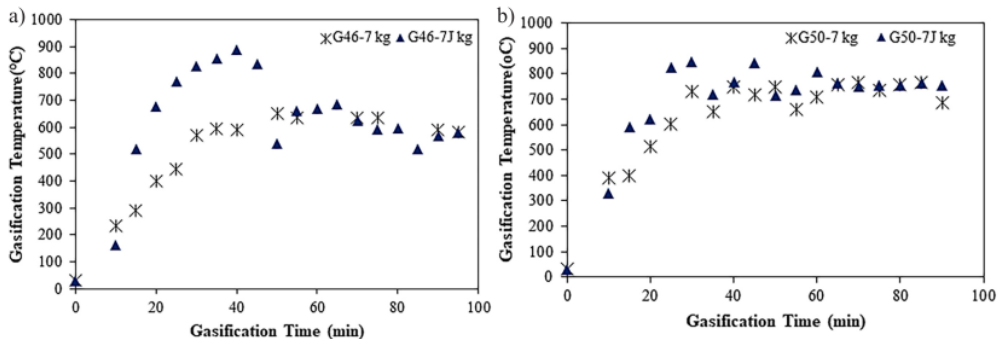 a)
G46-7 kg G46-7J kg
1000
900
800
700
600
500
400
300
200
100
0
Gasification Temperature(°C)
0 20 40 60 80 100
Gasification Time (min)
b)
G50-7 kg G50-7J kg
1000
900
800
700
600
500
400
300
200
100
0
Gasification Temperature(oC)
0 20 40 60 80 100
Gasification Time (min)